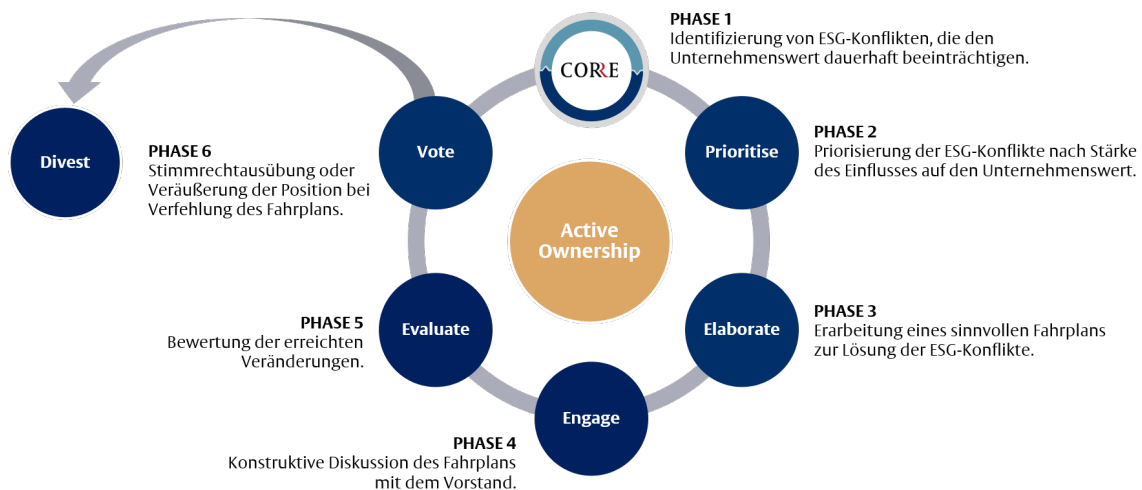 PHASE 1
Identifizierung von ESG-Konflikten, die den
Unternehmenswert dauerhaft beeinträchtigen.
CORRE
PHASE 2
Priorisierung der ESG-Konflikte nach Stärke
des Einflusses auf den Unternehmenswert.
Prioritise
PHASE 3
Erarbeitung eines sinnvollen Fahrplans
zur Lösung der ESG-Konflikte.
Elaborate
Engage
PHASE 4
Konstruktive Diskussion des Fahrplans
mit dem Vorstand.
Evaluate
PHASE 5
Bewertung der erreichten
Veränderungen.
Vote
PHASE 6
Stimmrechtausübung oder
Veräußerung der Position bei
Verfehlung des Fahrplans.
Divest
Active
Ownership